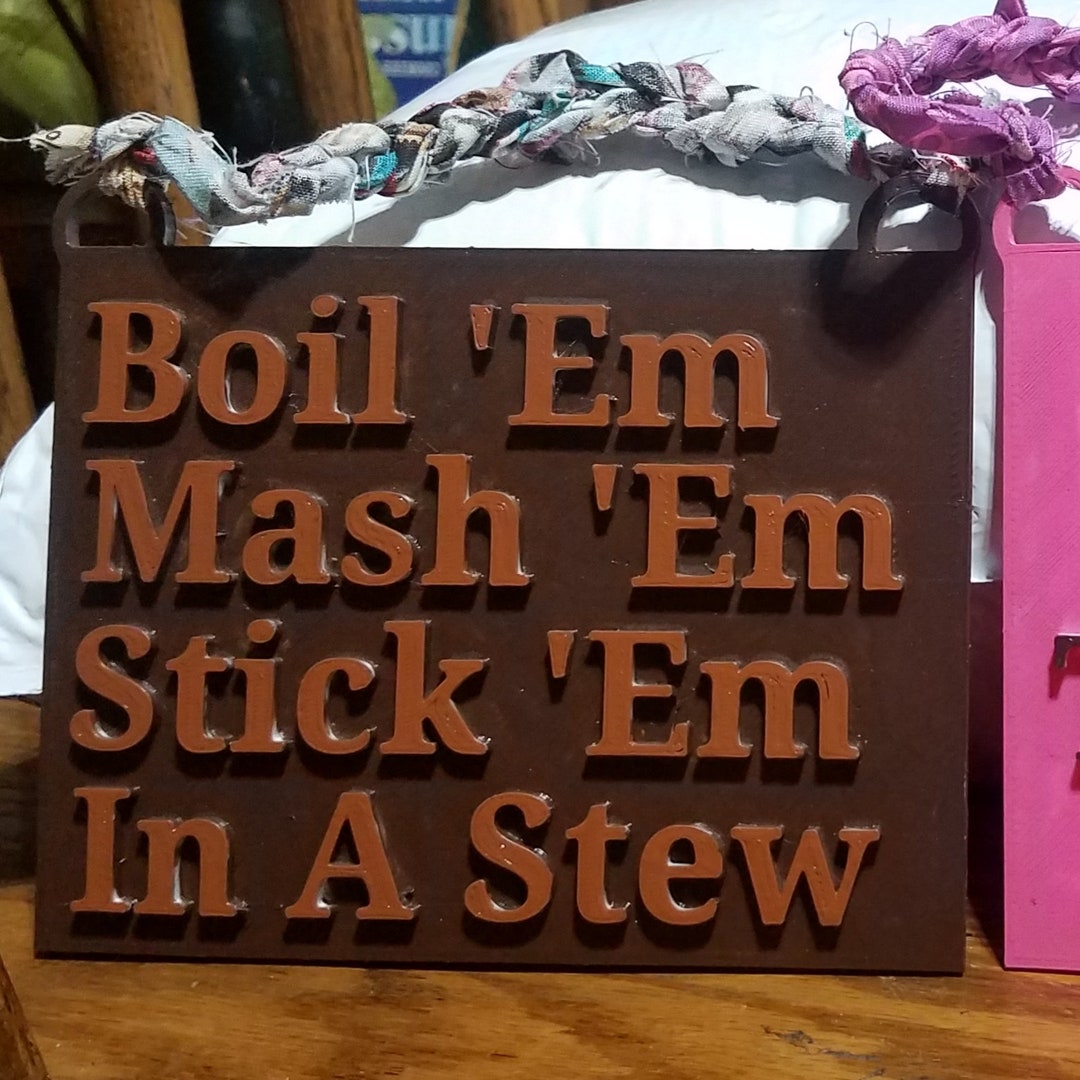 Boil 'Em
Mash 'Em
Stick 'Em
In A Stew